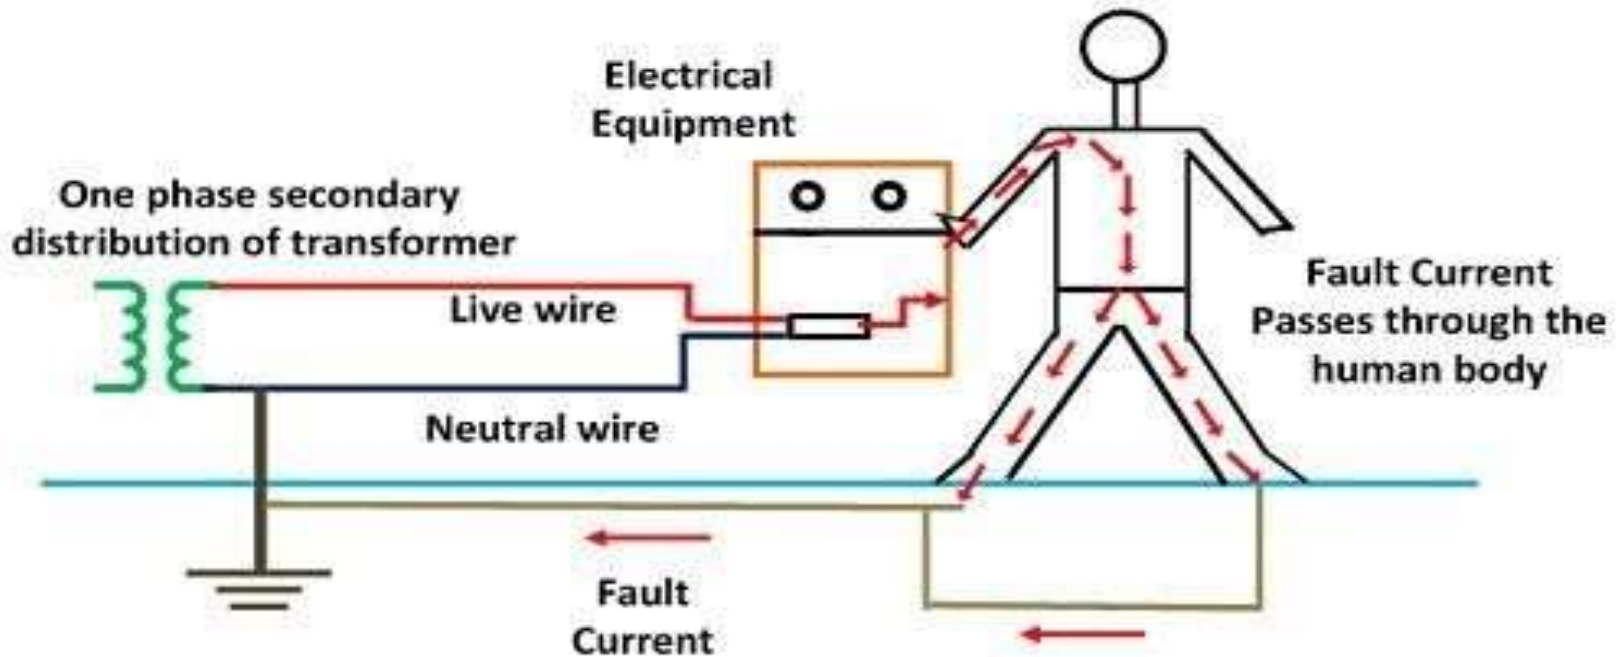 Electrical
Equipment
One phase secondary
distribution of transformer
Live wire
Fault Current
Passes through the
human body
Neutral wire
Fault
Current